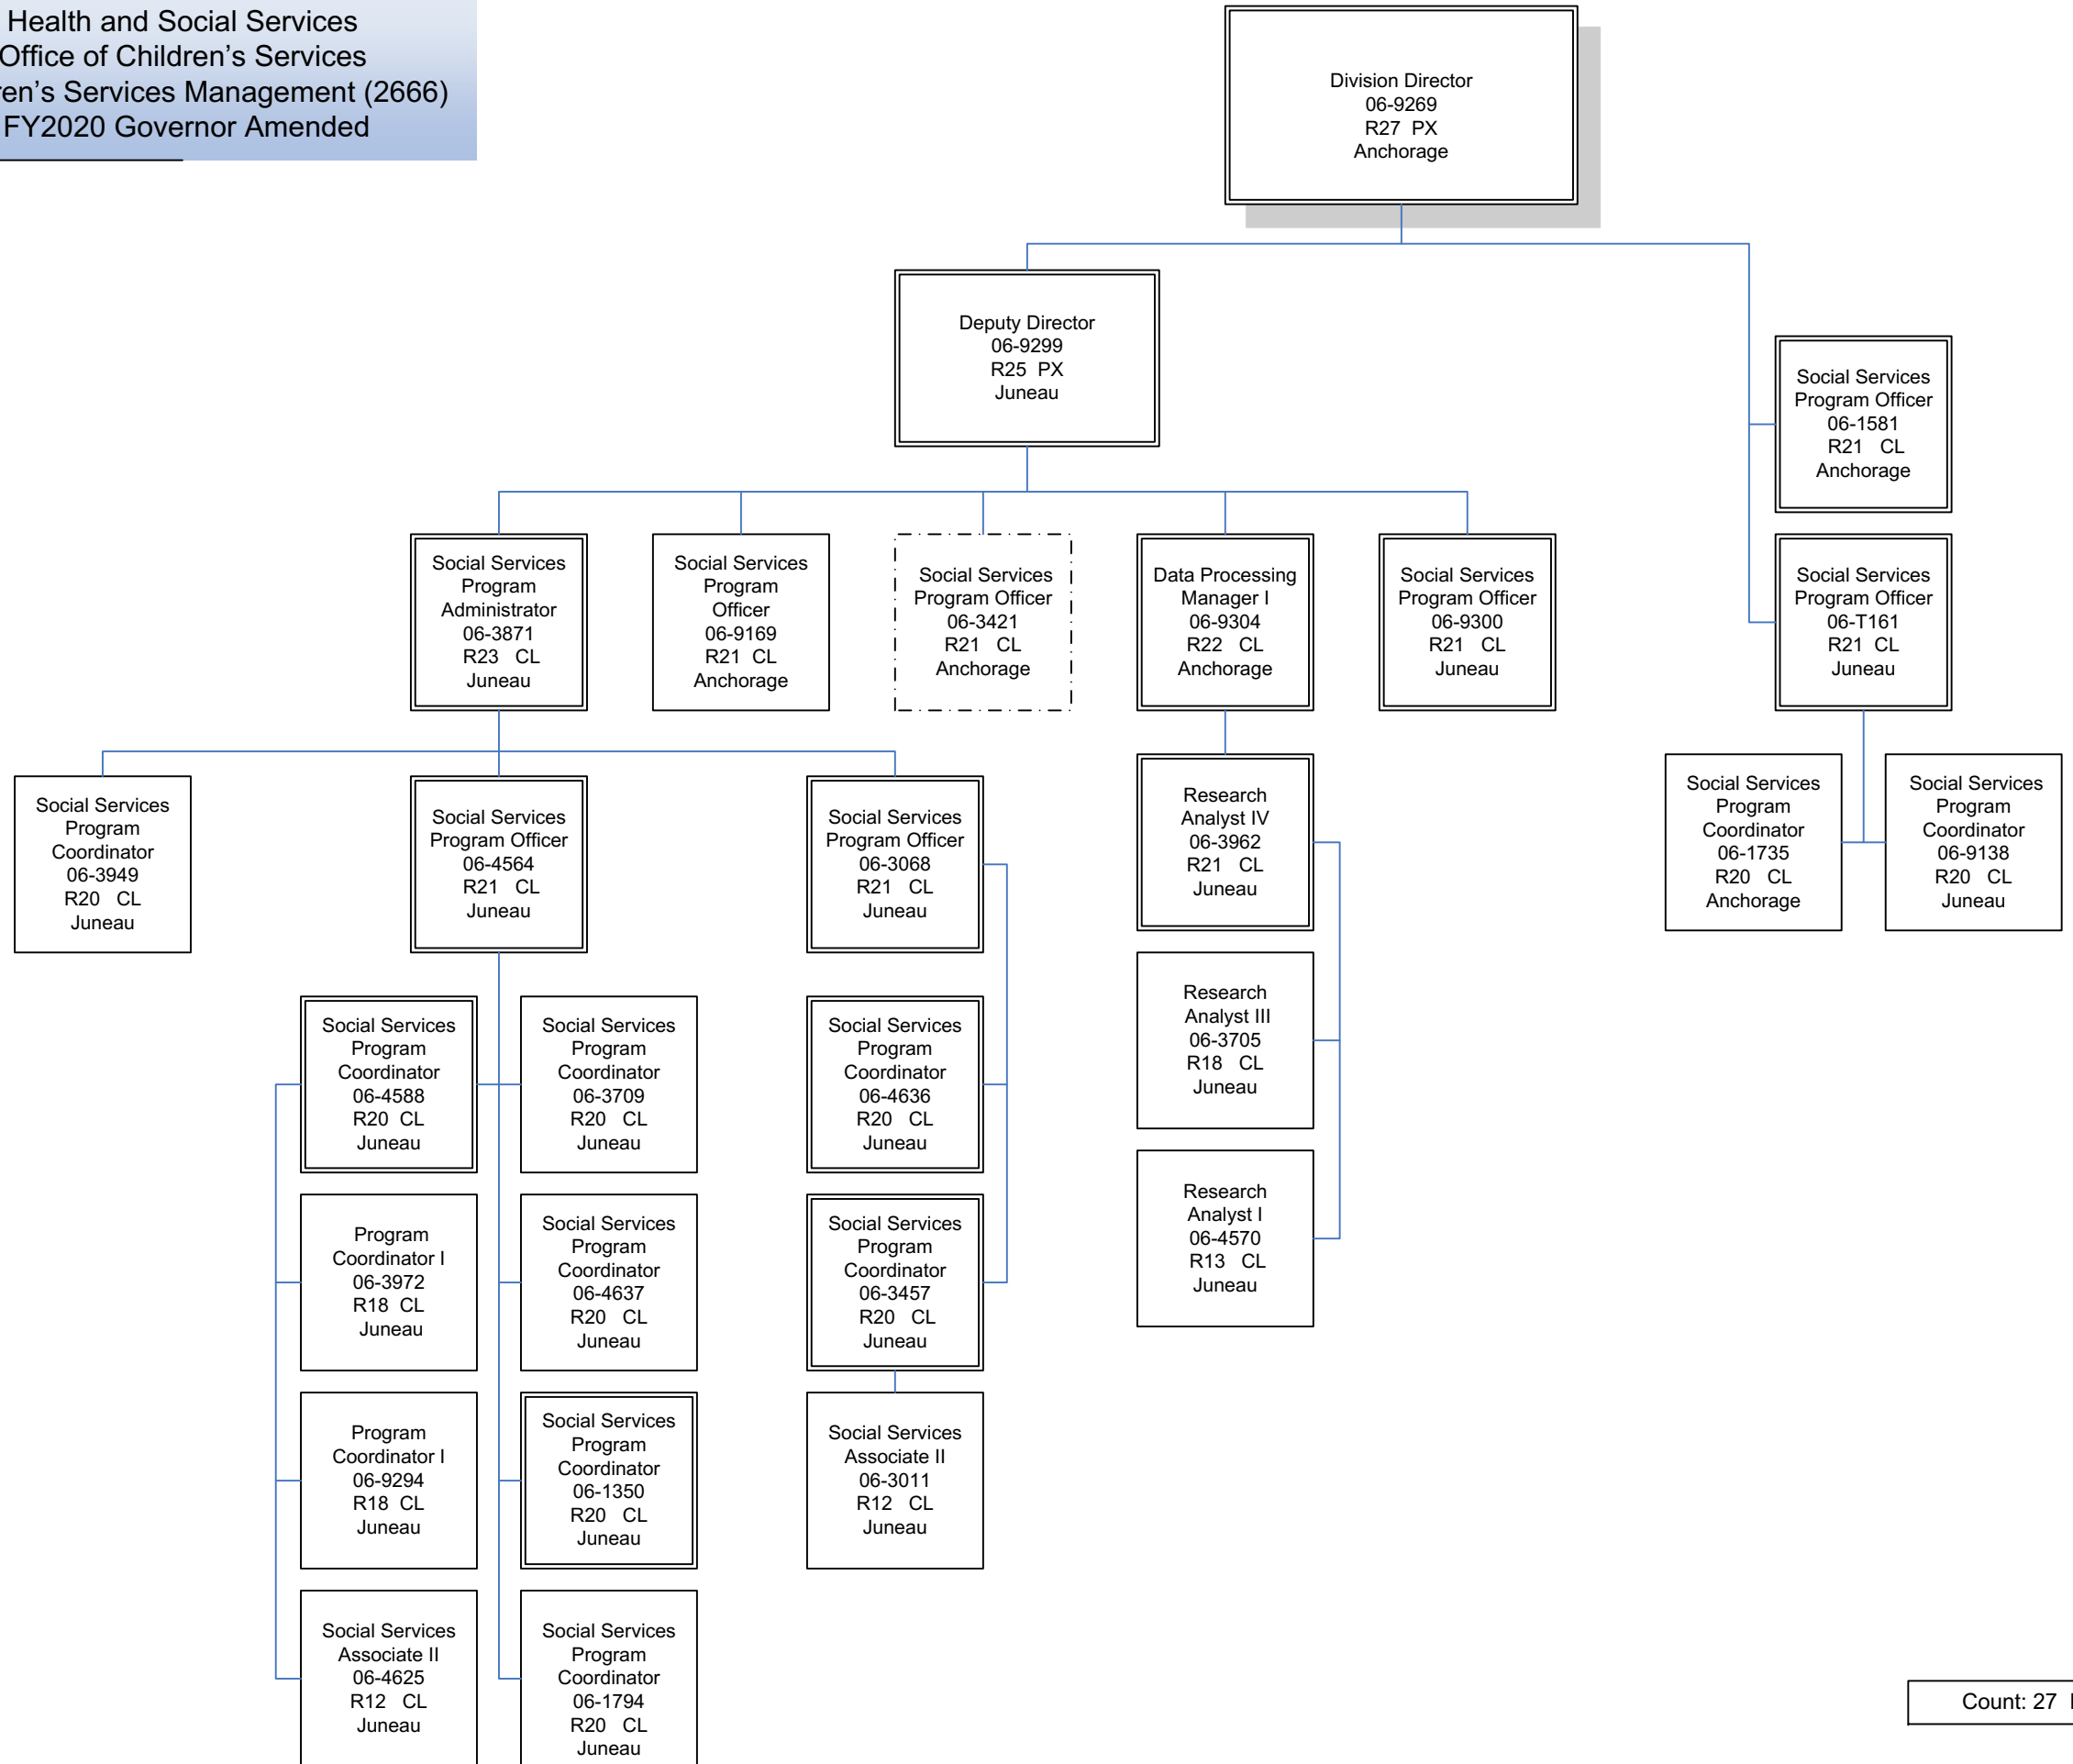 Health and Social Services
Office of Children's Services
Services Management (2666)
FY2020 Governor Amended
Division Director
06-9269
R27 PX
Anchorage
Deputy Director
06-9299
R25 PX
Juneau
Social Services
Program Officer
06-1581
R21 CL
Anchorage
Social Services
Program
Administrator
06-3871
R23 CL
Juneau
Social Services
Program
Officer
06-9169
R21 CL
Anchorage
Social Services
Program Officer
06-3421
R21 CL
Anchorage
Data Processing
Manager I
06-9304
R22 CL
Anchorage
Social Services
Program Officer
06-9300
R21 CL
Juneau
Social Services
Program Officer
06-T161
R21 CL
Juneau
Social Services
Program
Coordinator
06-3949
R20 CL
Juneau
Social Services
Program Officer
06-4564
R21 CL
Juneau
Social Services
Program Officer
06-3068
R21 CL
Juneau
Research
Analyst IV
06-3962
R21 CL
Juneau
Social Services
Program
Coordinator
06-1735
R20 CL
Anchorage
Social Services
Program
Coordinator
06-9138
R20 CL
Juneau
Social Services
Program
Coordinator
06-4588
R20 CL
Juneau
Social Services
Program
Coordinator
06-3709
R20 CL
Juneau
Social Services
Program
Coordinator
06-4636
R20 CL
Juneau
Research
Analyst III
06-3705
R18 CL
Juneau
Program
Coordinator I
06-3972
R18 CL
Juneau
Social Services
Program
Coordinator
06-4637
R20 CL
Juneau
Social Services
Program
Coordinator
06-3457
R20 CL
Juneau
Research
Analyst I
06-4570
R13 CL
Juneau
Program
Coordinator I
06-9294
R18 CL
Juneau
Social Services
Program
Coordinator
06-1350
R20 CL
Juneau
Social Services
Associate II
06-3011
R12 CL
Juneau
Social Services
Associate II
06-4625
R12 CL
Juneau
Social Services
Program
Coordinator
06-1794
R20 CL
Juneau
Count: 27